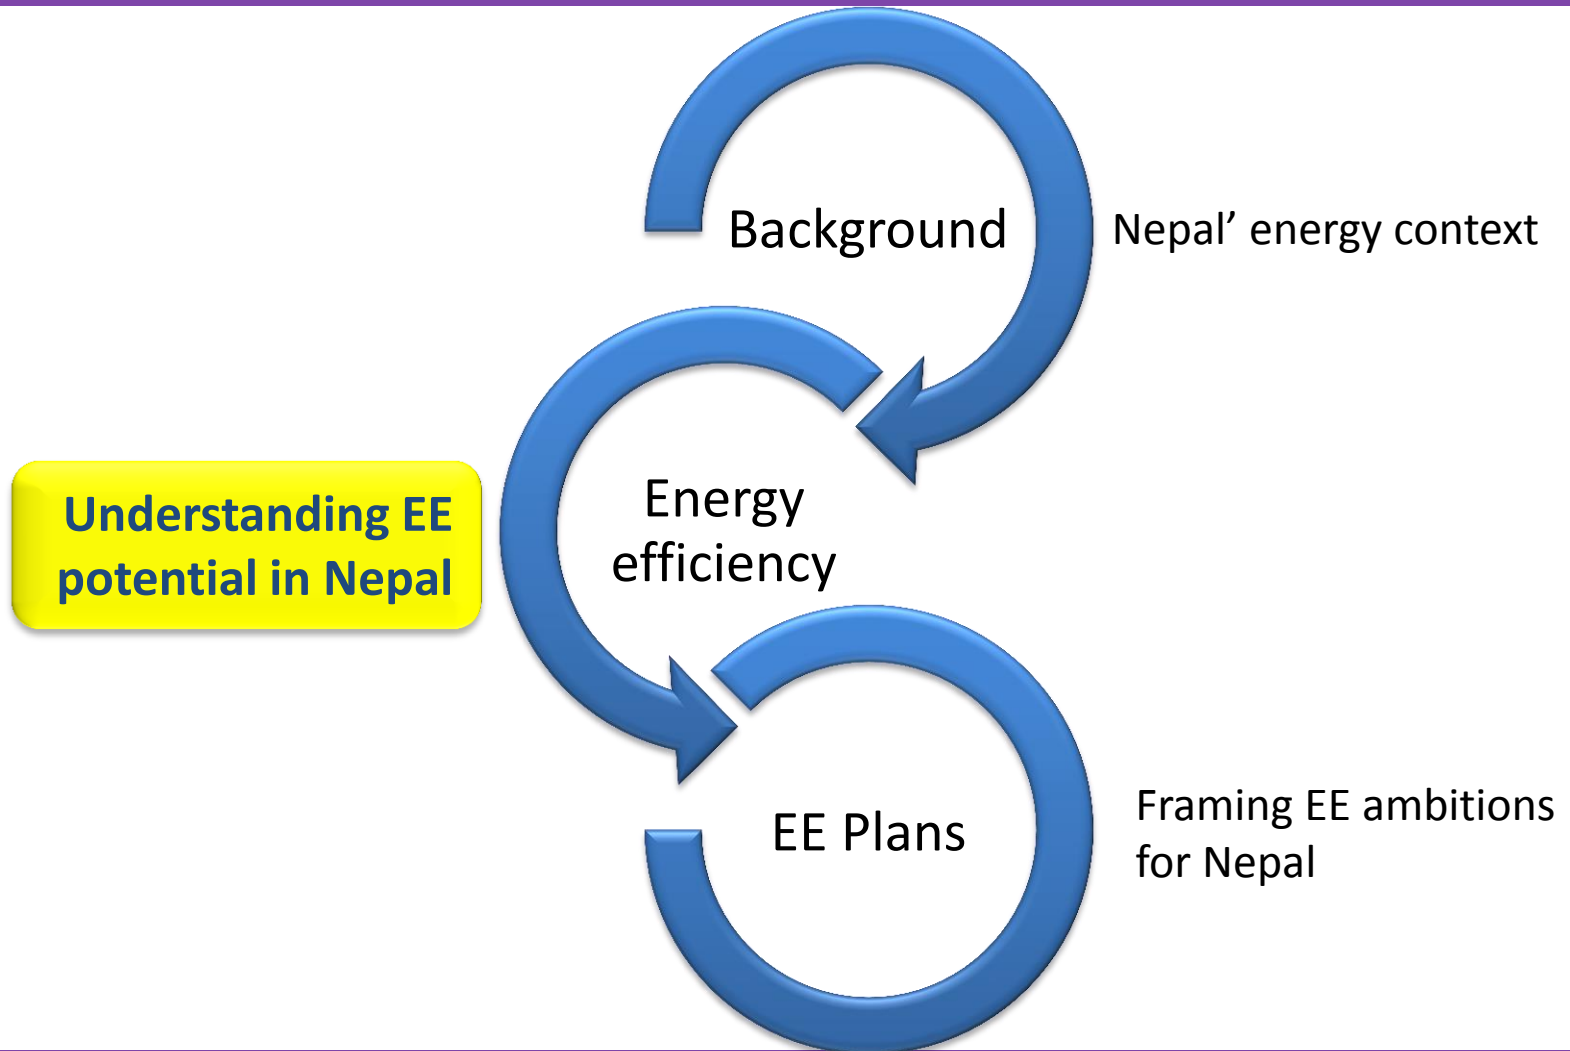 Background
Nepal’ energy context
Understanding EE
potential in Nepal
Energy
efficiency
EE Plans
Framing EE ambitions
for Nepal